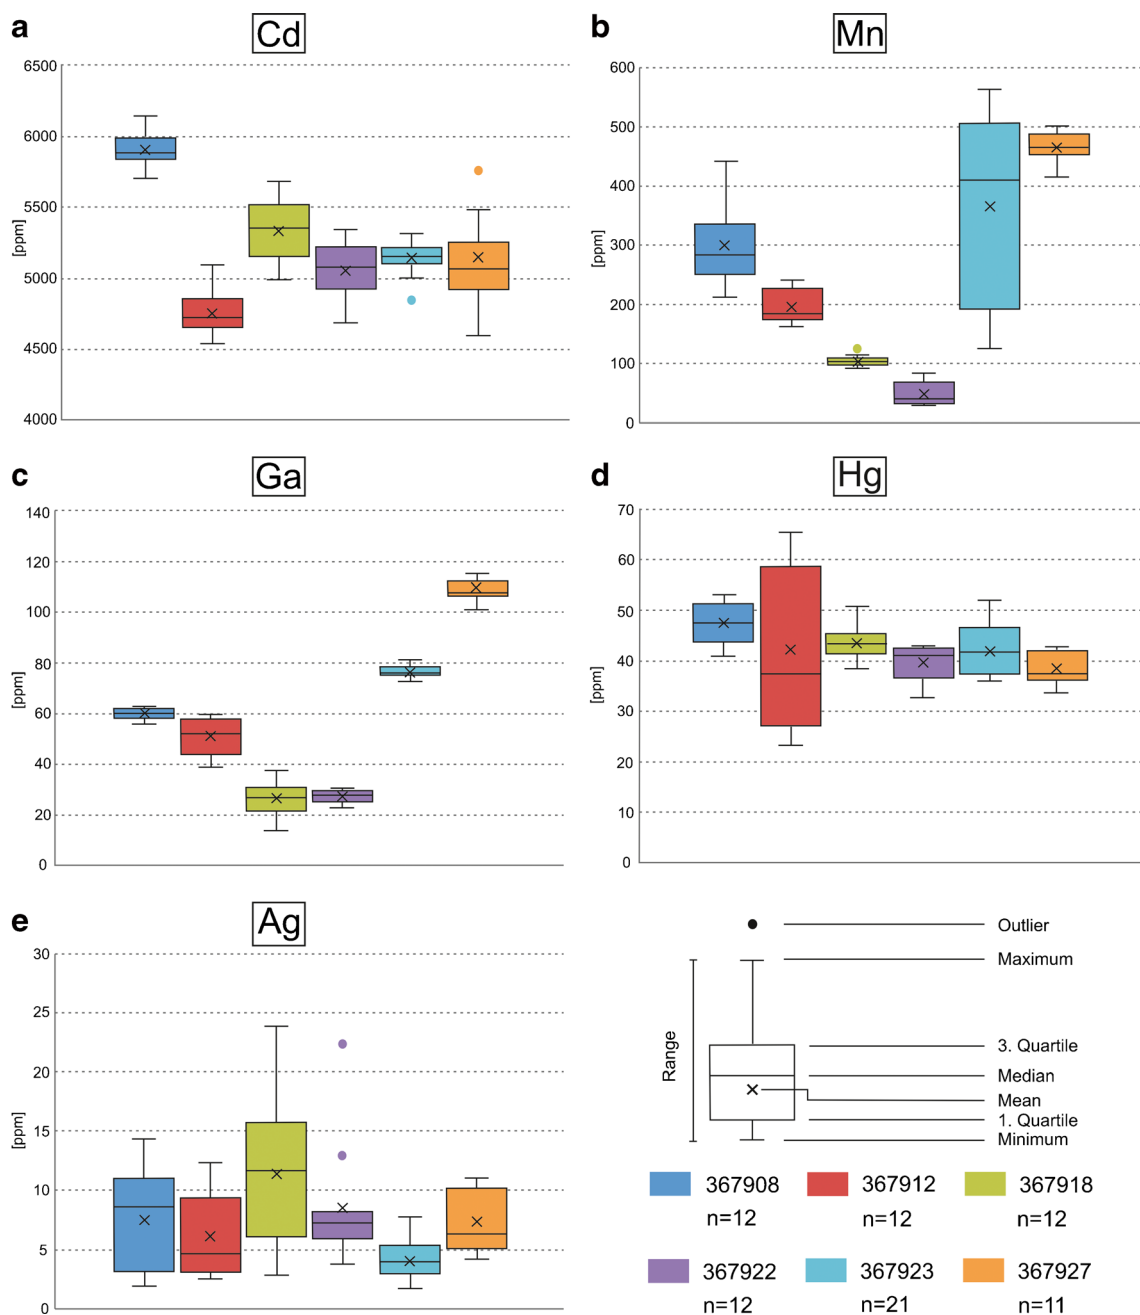 a
Cd
6500
6000
5500
5000
4500
4000
[ppm]
b
Mn
600
500
400
300
200
100
0
[ppm]
c
Ga
140
120
100
80
60
40
20
0
[ppm]
d
Hg
70
60
50
40
30
20
10
0
[ppm]
e
Ag
30
25
20
15
10
5
0
[ppm]
Range
Outlier
Maximum
3. Quartile
Median
Mean
1. Quartile
Minimum
367908 367912 367918
n=12 n=12 n=12
367922 367923 367927
n=12 n=21 n=11